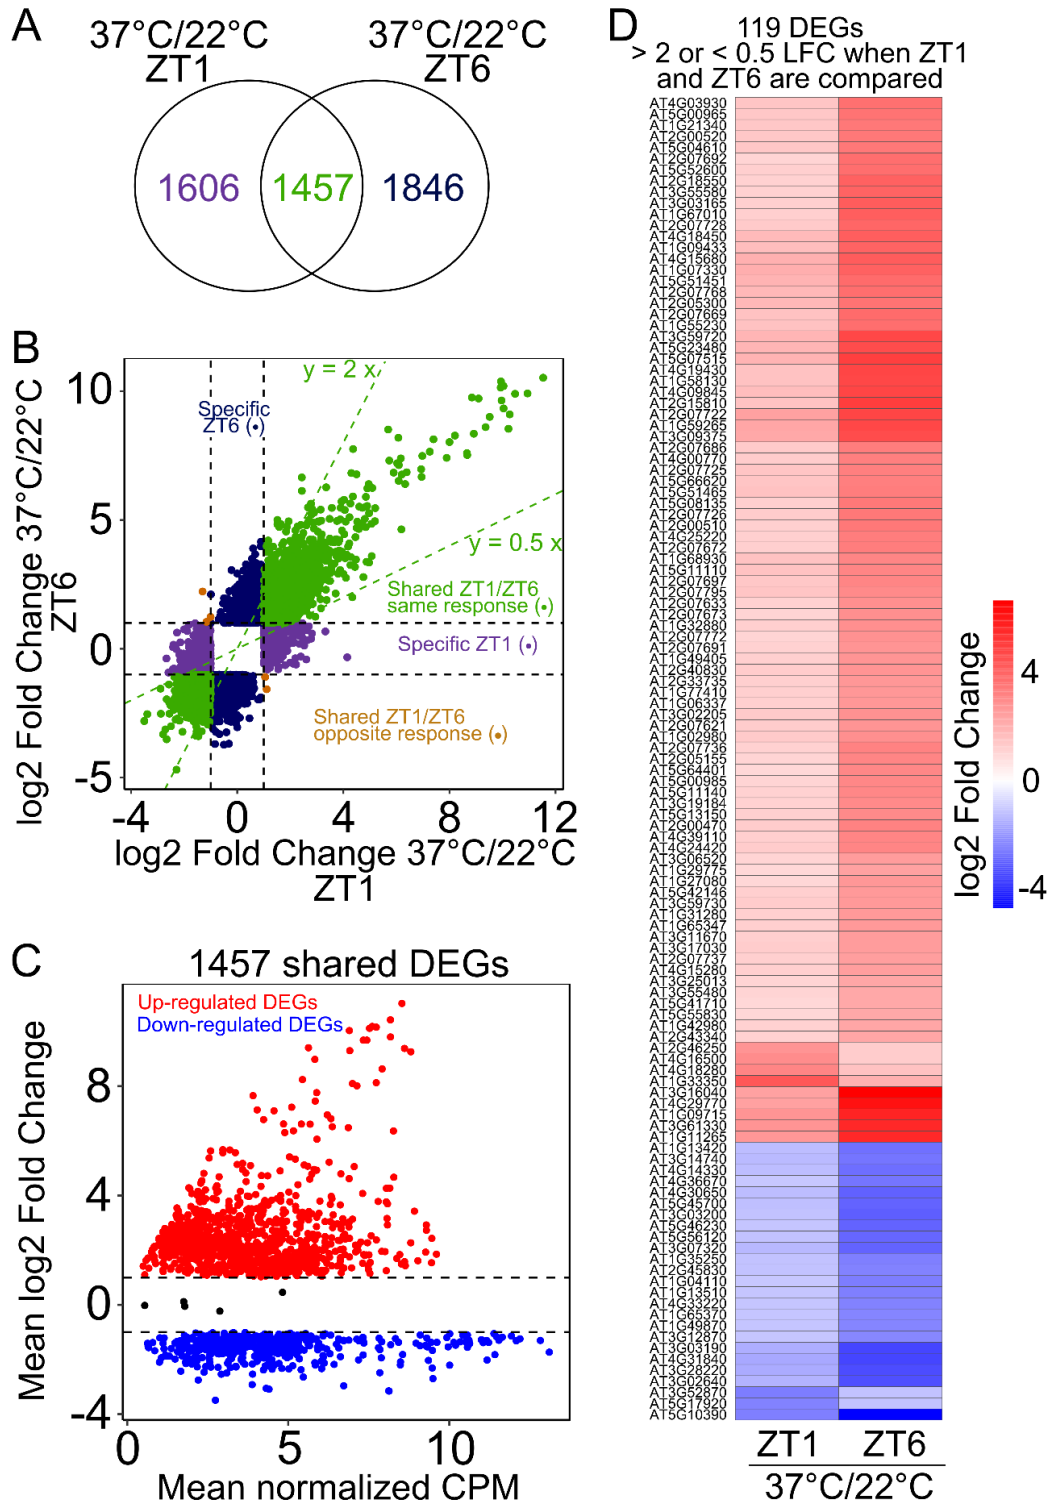 A
37°C/22°C
ZT1
37°C/22°C
ZT6
1606
1457
1846
B
log2 Fold Change 37°C/22°C
ZT6
10
5
0
-5
-4
0
4
8
12
log2 Fold Change 37°C/22°C
ZT1
Specific
ZT6 (•)
y = 2 x
y = 0.5 x
Shared ZT1/ZT6
same response (•)
Specific ZT1 (•)
Shared ZT1/ZT6
opposite response (•)
C
1457 shared DEGs
Up-regulated DEGs
Down-regulated DEGs
Mean log2 Fold Change
8
4
0
-4
0
5
10
Mean normalized CPM
D
119 DEGs
> 2 or < 0.5 LFC when ZT1
and ZT6 are compared
AT4G03930
AT5G00965
AT1G21340
AT2G00520
AT5G04610
AT2G07692
AT5G52600
AT2G18550
AT3G55580
AT3G03165
AT1G67010
AT2G07728
AT4G18450
AT1G09433
AT4G15680
AT1G07330
AT5G51451
AT2G07768
AT2G05300
AT2G07669
AT1G55230
AT3G59720
AT5G23480
AT5G07515
AT4G19430
AT1G58130
AT4G09845
AT2G15810
AT2G07722
AT1G59265
AT3G09375
AT2G07686
AT4G00770
AT2G07725
AT5G66620
AT5G51465
AT5G08135
AT2G07726
AT2G00510
AT4G25220
AT2G07672
AT1G68930
AT5G11110
AT2G07697
AT2G07795
AT2G07633
AT2G07673
AT1G32880
AT2G07772
AT2G07691
AT1G49405
AT2G40830
AT2G33735
AT1G77410
AT1G06337
AT3G02205
AT2G07621
AT1G02980
AT2G07736
AT2G05155
AT5G64401
AT5G00985
AT5G11140
AT3G19184
AT5G13150
AT2G00470
AT4G39110
AT4G24420
AT3G06520
AT1G29775
AT1G27080
AT5G42146
AT3G59730
AT1G31280
AT1G65347
AT3G11670
AT3G17030
AT2G07737
AT4G15280
AT3G25013
AT3G55480
AT5G41710
AT5G55830
AT1G42980
AT2G43340
AT2G46250
AT4G16500
AT4G18280
AT1G33350
AT3G16040
AT4G29770
AT1G09715
AT3G61330
AT1G11265
AT1G13420
AT3G14740
AT4G14330
AT4G36670
AT4G30650
AT5G45700
AT3G03200
AT5G46230
AT5G56120
AT3G07320
AT1G35250
AT2G45830
AT1G04110
AT1G13510
AT4G33220
AT1G65370
AT1G49870
AT3G12870
AT3G03190
AT4G31840
AT3G28220
AT3G02640
AT3G52870
AT5G17920
AT5G10390
ZT1
ZT6
37°C/22°C
log2 Fold Change
4
0
-4